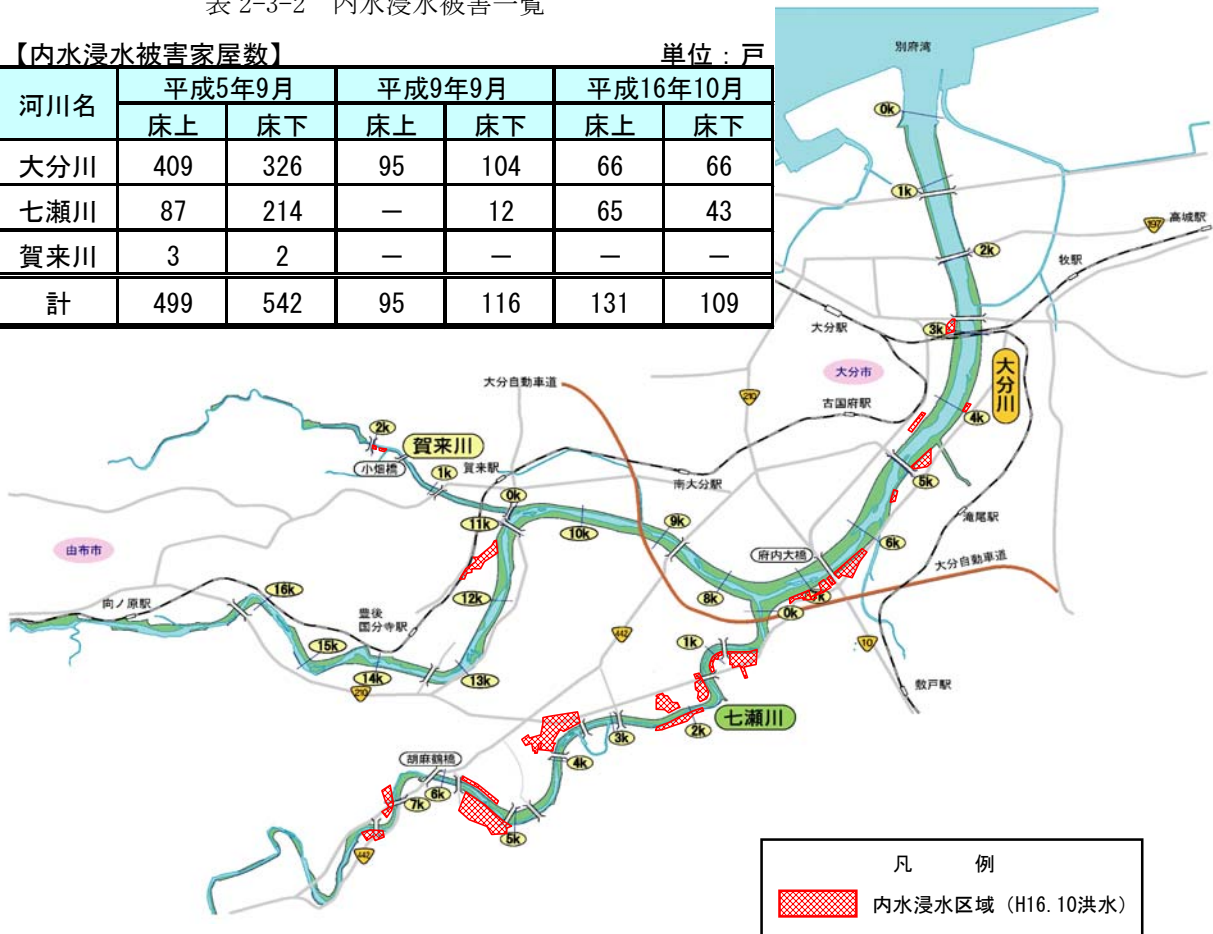 表 2-3-2 内水浸水被害一覧
【内水浸水被害家屋数】 単位：戸
河川名 平成5年9月 平成9年9月 平成16年10月
床上 床下 床上 床下 床上 床下
大分川 409 326 95 104 66 66
七瀬川 87 214 － 12 65 43
賀来川 3 2 － － － －
計 499 542 95 116 131 109
別府湾
0k
1k
197
高城駅
2k
牧駅
大分駅
3k
大分市
大分川
大分自動車道
210
古国府駅
4k
2k
賀来川
小畑橋
1k
賀来駅
0k
南大分駅
5k
11k
10k
9k
滝尾駅
由布市
府内大橋
6k
大分自動車道
12k
8k
0k
16k
向ノ原駅
豊後
国分寺駅
442
1k
10
15k
14k
13k
210
敷戸駅
七瀬川
2k
3k
4k
胡麻鶴橋
6k
7k
5k
442
凡 例
内水浸水区域（H16.10洪水）